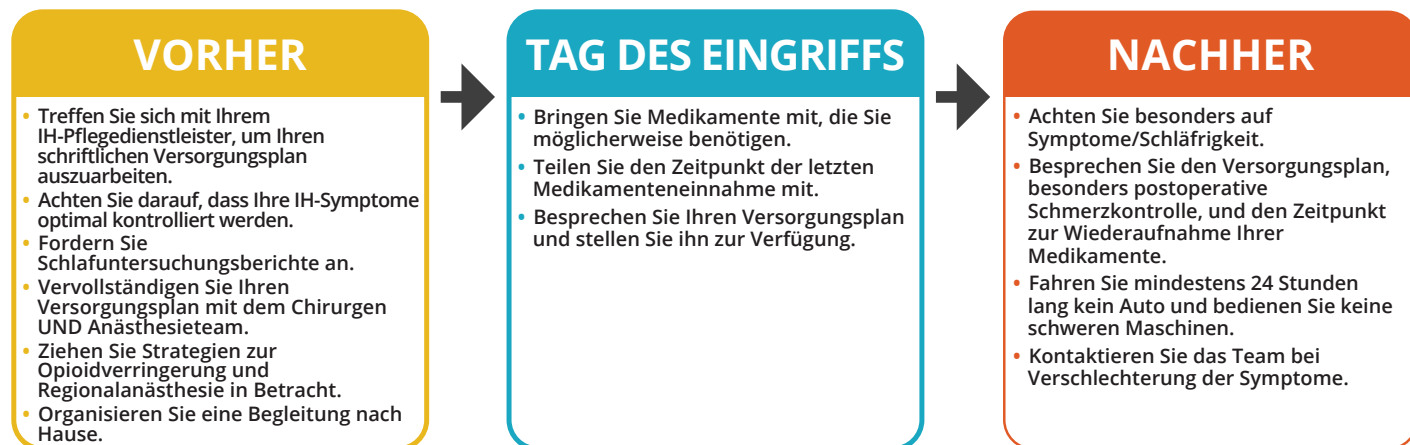 VORHER
• Treffen Sie sich mit Ihrem
IH-Pflegedienstleister, um Ihren
schriftlichen Versorgungsplan
auszuarbeiten.
• Achten Sie darauf, dass Ihre IH-Symptome
optimal kontrolliert werden.
• Fordern Sie
Schlafuntersuchungsberichte an.
• Vervollständigen Sie Ihren
Versorgungsplan mit dem Chirurgen
UND Anästhesieteam.
• Ziehen Sie Strategien zur
Opioidverringerung und
Regionalanästhesie in Betracht.
• Organisieren Sie eine Begleitung nach
Hause.
TAG DES EINGRIFFS
• Bringen Sie Medikamente mit, die Sie
möglicherweise benötigen.
• Teilen Sie den Zeitpunkt der letzten
Medikamenteneinnahme mit.
• Besprechen Sie Ihren Versorgungsplan
und stellen Sie ihn zur Verfügung.
NACHHER
• Achten Sie besonders auf
Symptome/Schläfrigkeit.
• Besprechen Sie den Versorgungsplan,
besonders postoperative
Schmerzkontrolle, und den Zeitpunkt
zur Wiederaufnahme Ihrer
Medikamente.
• Fahren Sie mindestens 24 Stunden
lang kein Auto und bedienen Sie keine
schweren Maschinen.
• Kontaktieren Sie das Team bei
Verschlechterung der Symptome.